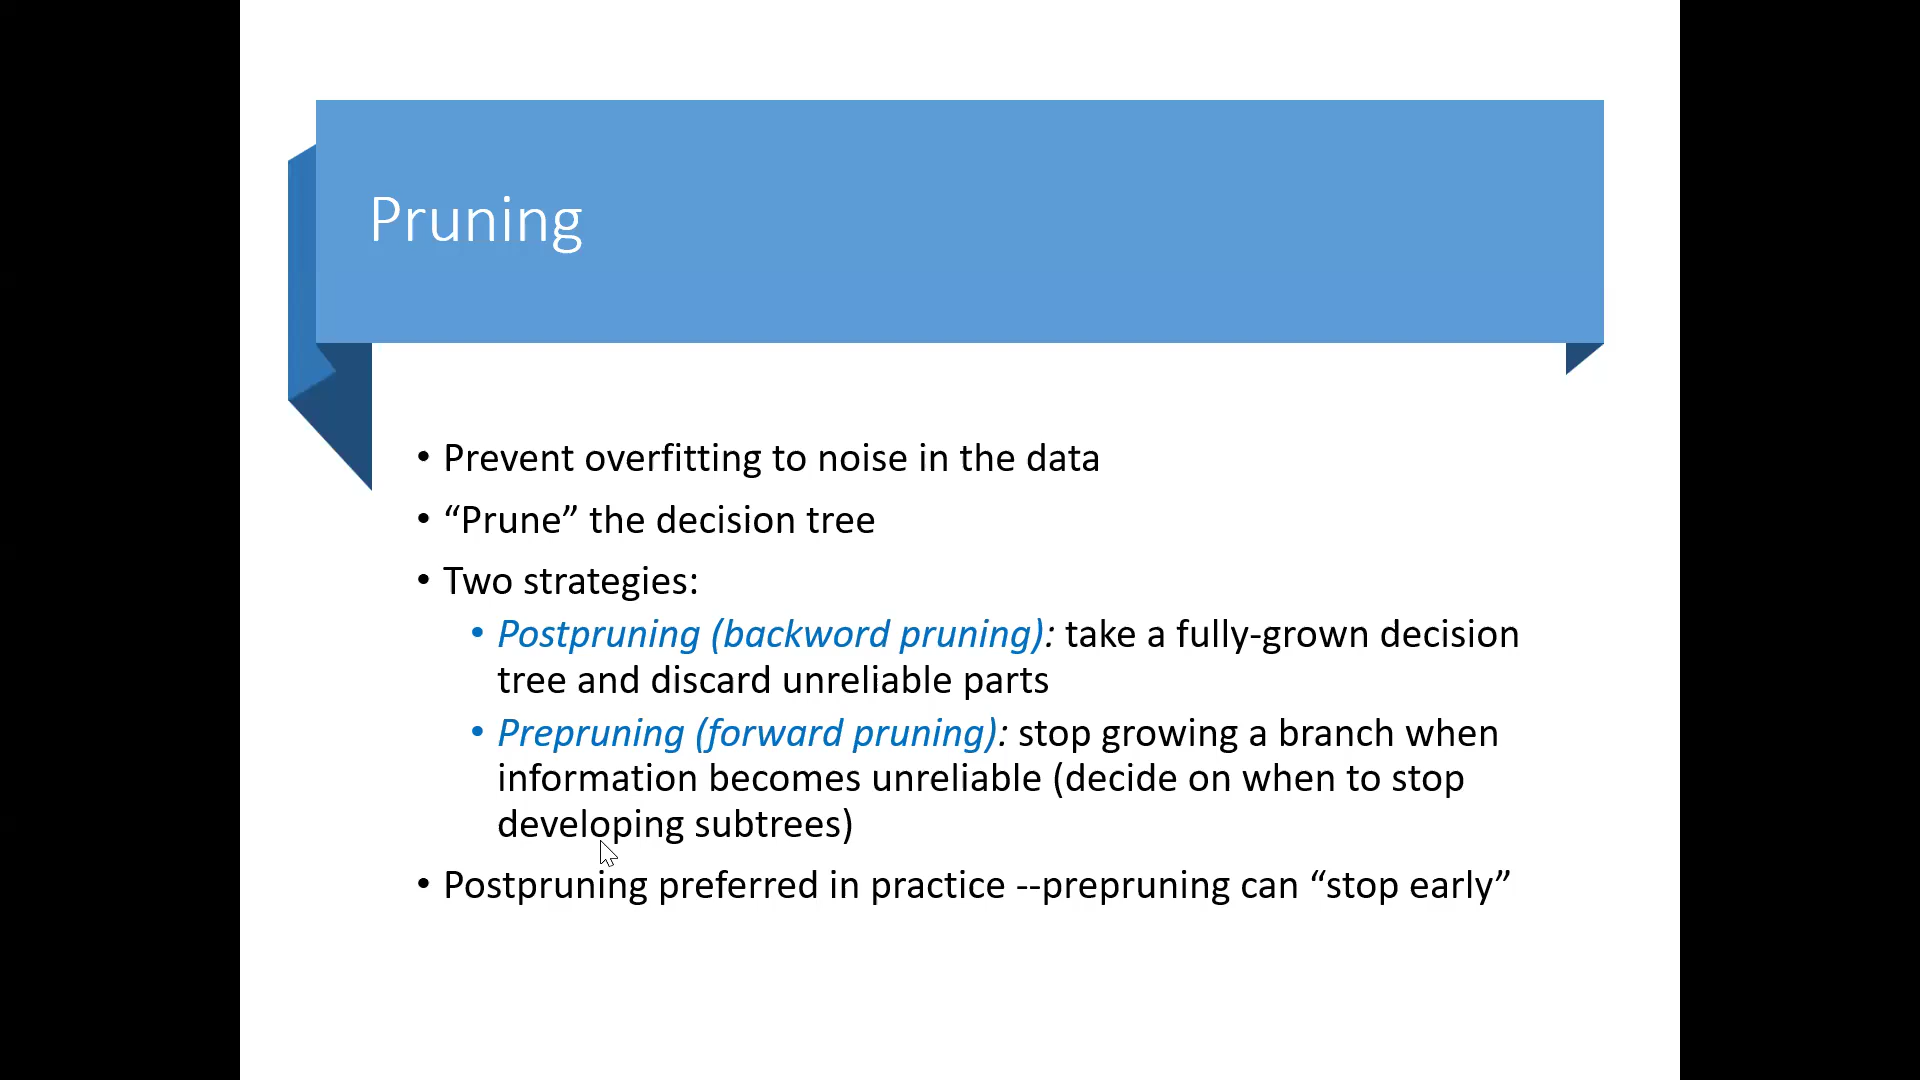 Pruning
• Prevent overfitting to noise in the data
• “Prune” the decision tree
• Two strategies:
• Postpruning (backword pruning): take a fully-grown decision
tree and discard unreliable parts
• Prepruning (forward pruning): stop growing a branch when
information becomes unreliable (decide on when to stop
developing subtrees)
• Postpruning preferred in practice --prepruning can “stop early”